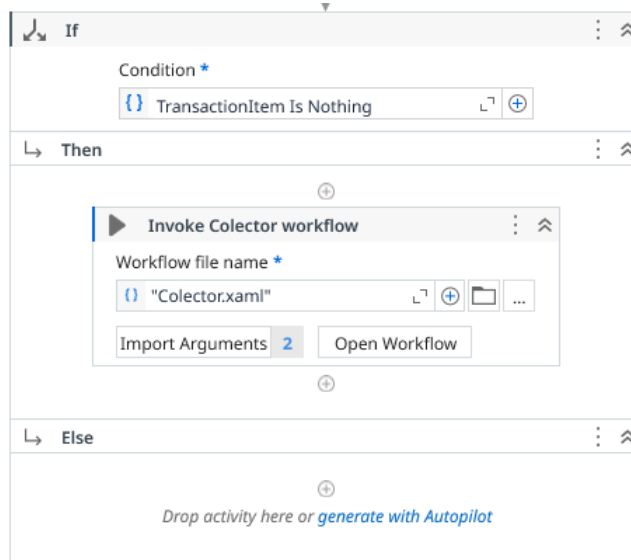 If
Condition *
{} TransactionItem Is Nothing
Then
Invoke Colector workflow
Workflow file name *
{} "Colector.xaml"
...
Import Arguments 2 Open Workflow
Else
Drop activity here or generate with Autopilot